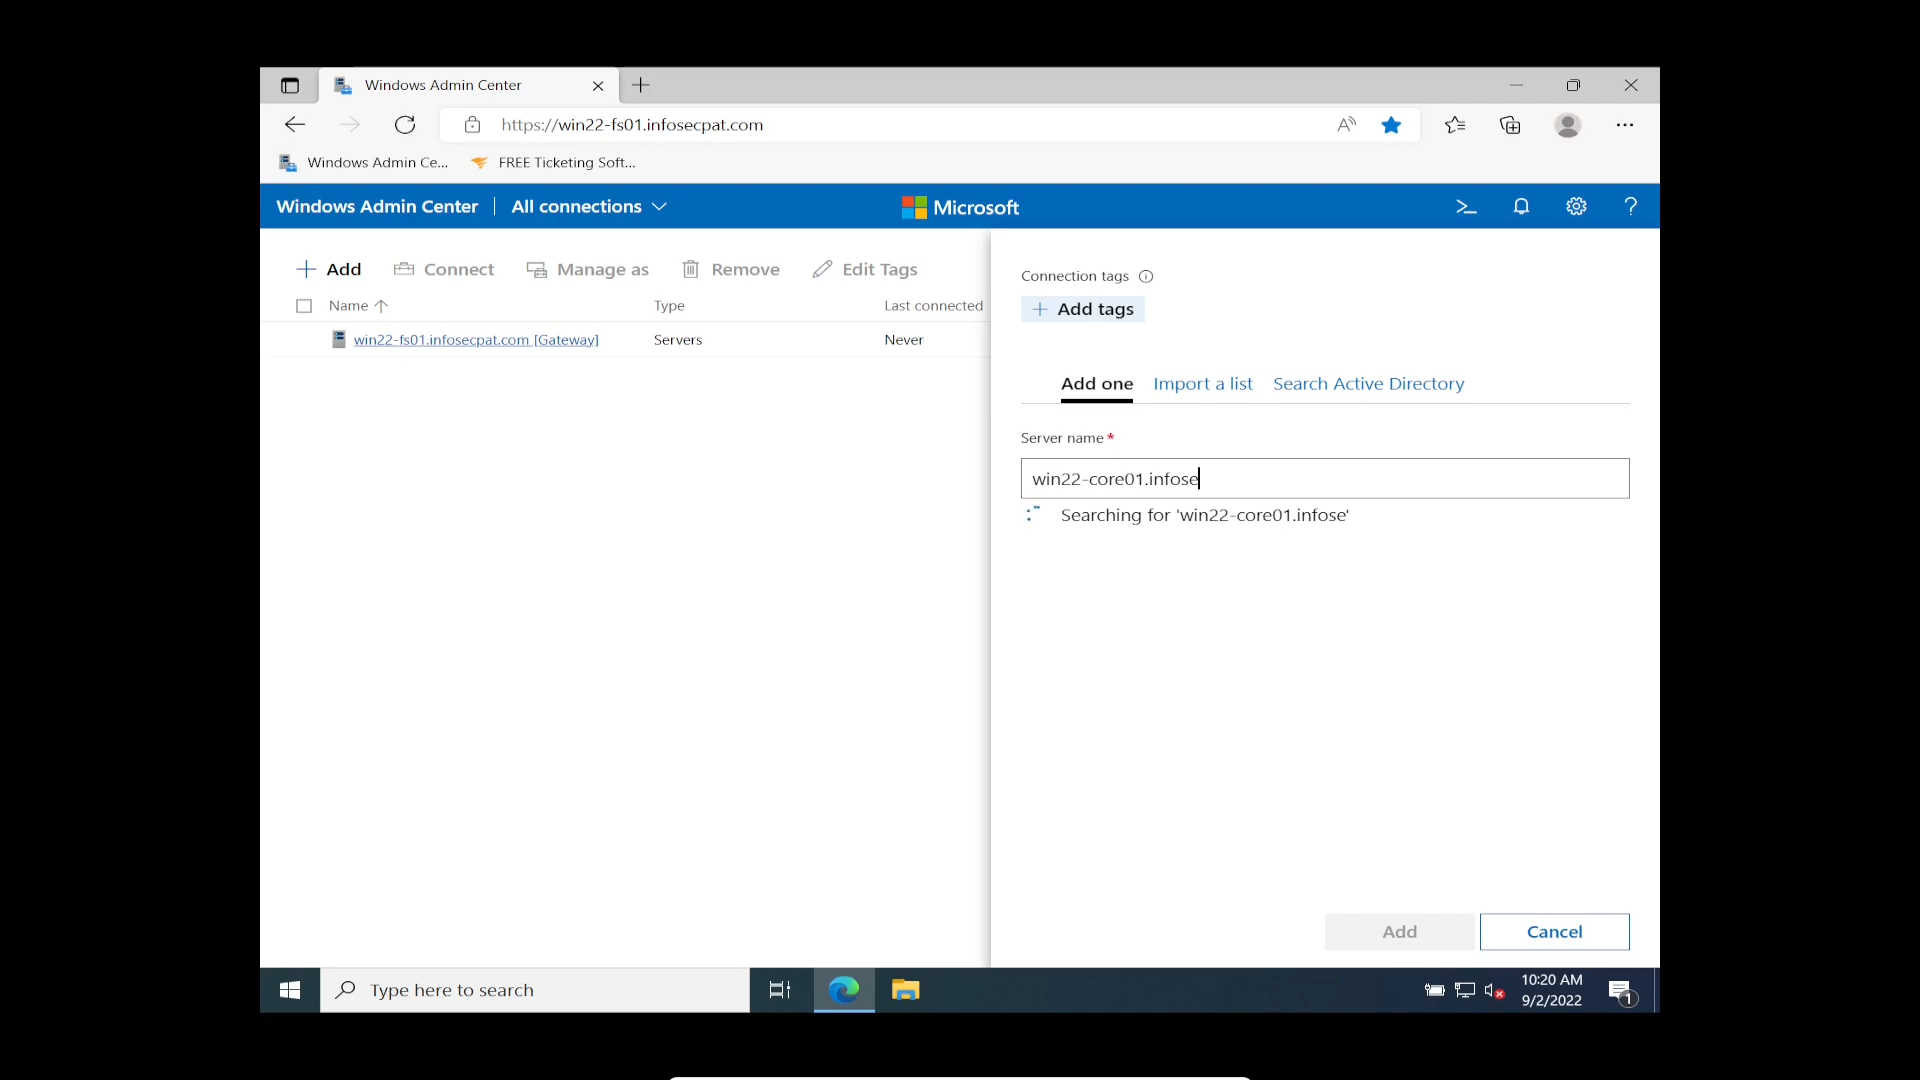 Windows Admin Center
https://win22-fs01.infosecpat.com
Windows Admin Ce... FREE Ticketing Soft...
Windows Admin Center All connections Microsoft
Add Connect Manage as Remove Edit Tags
Name Type Last connected
win22-fs01.infosecpat.com [Gateway] Servers Never
Connection tags
Add tags
Add one Import a list Search Active Directory
Server name*
win22-core01.infose
Searching for 'win22-core01.infose'
Add Cancel
Type here to search
10:20 AM
9/2/2022
1